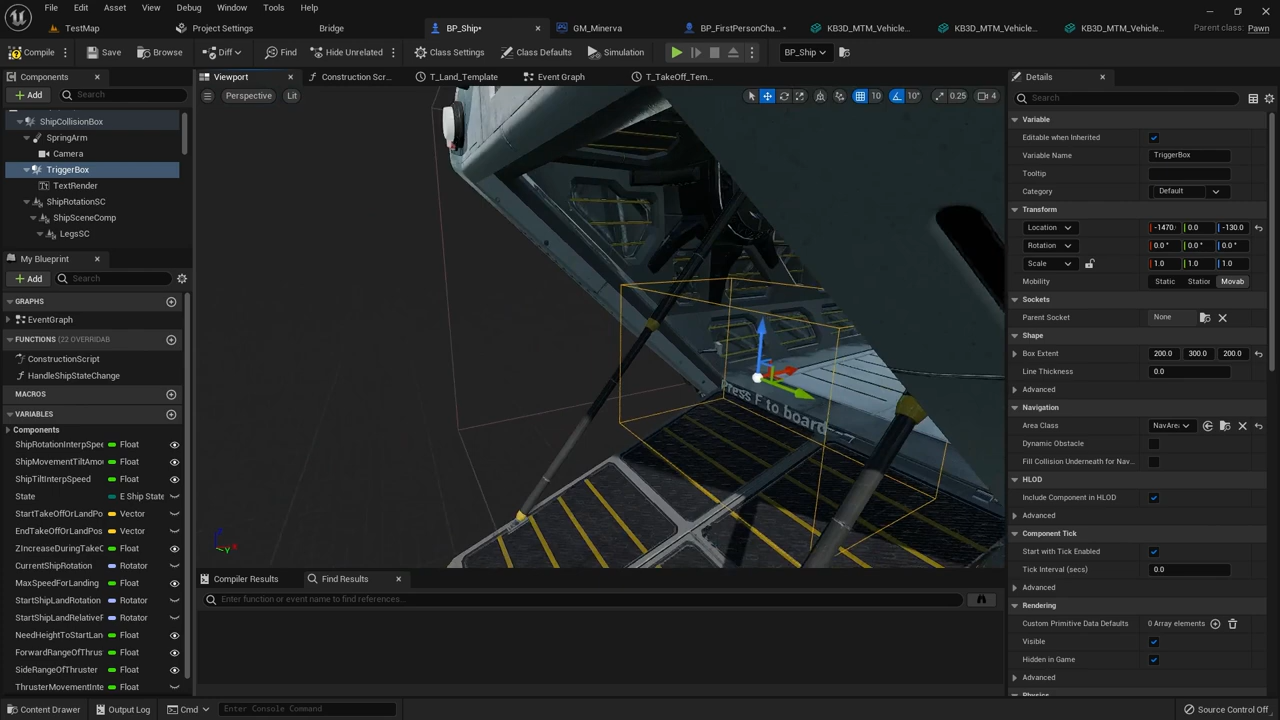 File Edit Asset View Debug Window Tools Help
TestMap Project Settings Bridge BP_Ship* GM_Minerva BP_FirstPersonCha... KB3D_MTM_Vehicle... KB3D_MTM_Vehicle... KB3D_MTM_Vehicle... Parent class: Pawn
Compile Save Browse Diff Find Hide Unrelated Class Settings Class Defaults Simulation BP_Ship
Components Viewport Construction Scr... T_Land_Template Event Graph T_TakeOff_Tem... Details
Add Search Perspective Lit 10 10° 0.25 4 Search
ShipCollisionBox
SpringArm
Camera
TriggerBox
TextRender
ShipRotationSC
ShipSceneComp
LegsSC
My Blueprint
Add Search
GRAPHS
EventGraph
FUNCTIONS (22 OVERRIDAB
ConstructionScript
HandleShipStateChange
MACROS
VARIABLES
Components
ShipRotationInterpSpee Float
ShipMovementTiltAmo Float
ShipTiltInterpSpeed Float
State E Ship State
StartTakeOffOrLandPo Vector
EndTakeOffOrLandPos Vector
ZIncreaseDuringTakeC Float
CurrentShipRotation Rotator
MaxSpeedForLanding Float
StartShipLandRotation Rotator
StartShipLandRelativeF Rotator
NeedHeightToStartLan Float
ForwardRangeOfThrus Float
SideRangeOfThruster Float
ThrusterMovementInte Float
ress F to board
Compiler Results Find Results
Enter function or event name to find references...
Variable
Editable when Inherited
Variable Name TriggerBox
Tooltip
Category Default
Transform
Location -1470. 0.0 -130.0
Rotation 0.0 ° 0.0 ° 0.0 °
Scale 1.0 1.0 1.0
Mobility Static Station Movab
Sockets
Parent Socket None
Shape
Box Extent 200.0 300.0 200.0
Line Thickness 0.0
Advanced
Navigation
Area Class NavArea
Dynamic Obstacle
Fill Collision Underneath for Nav...
HLOD
Include Component in HLOD
Advanced
Component Tick
Start with Tick Enabled
Tick Interval (secs) 0.0
Advanced
Rendering
Custom Primitive Data Defaults 0 Array elements
Visible
Hidden in Game
Advanced
Physics
Content Drawer Output Log Cmd Enter Console Command Source Control Off